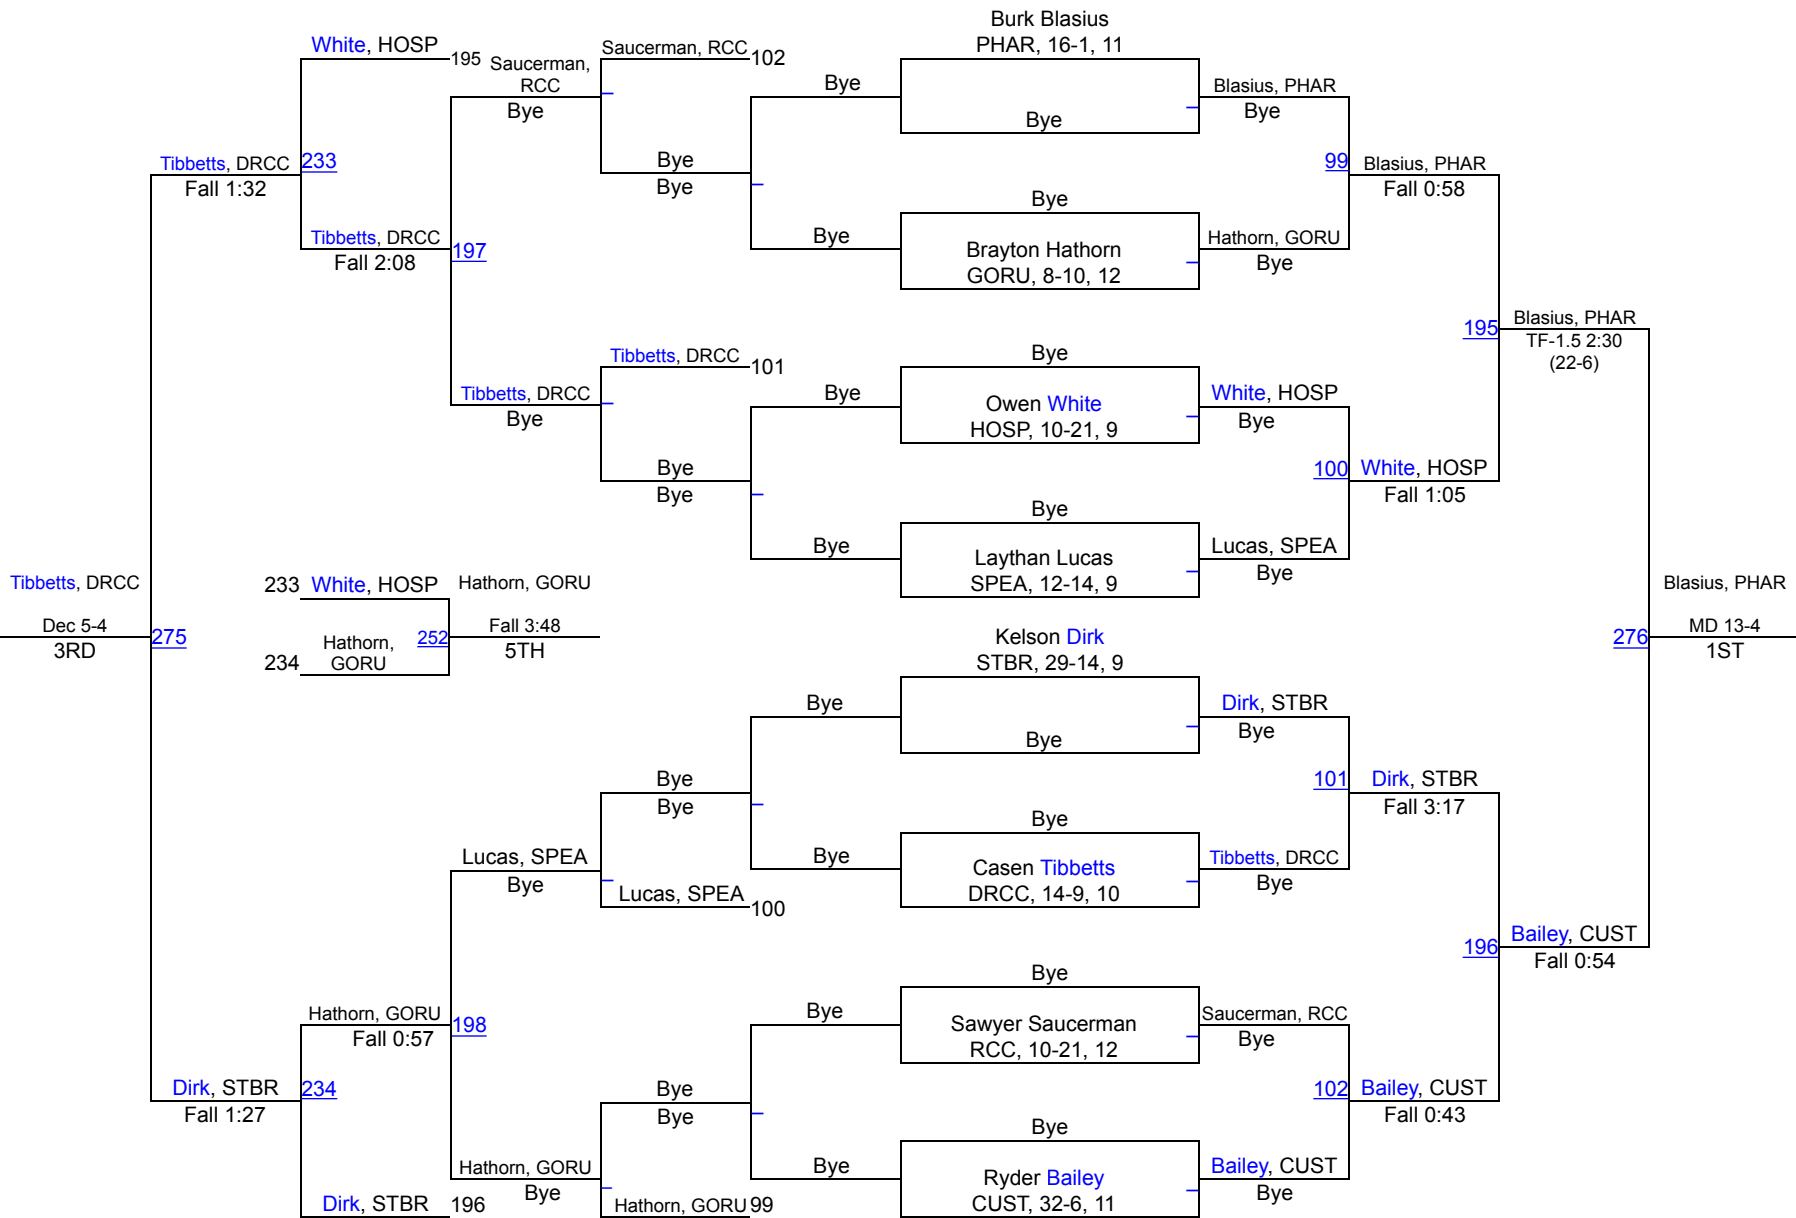 Burk Blasius
PHAR, 16-1, 11
White, HOSP
195
Saucerman,
RCC
Bye
Saucerman, RCC
102
Bye
Bye
Blasius, PHAR
Bye
Tibbetts, DRCC
Fall 1:32
233
Bye
Bye
99
Blasius, PHAR
Fall 0:58
Bye
Tibbetts, DRCC
Fall 2:08
197
Bye
Brayton Hathorn
GORU, 8-10, 12
Hathorn, GORU
Bye
195
Blasius, PHAR
TF-1.5 2:30
(22-6)
Tibbetts, DRCC
101
Bye
Tibbetts, DRCC
Bye
Bye
Owen White
HOSP, 10-21, 9
White, HOSP
Bye
Bye
Bye
100
White, HOSP
Fall 1:05
Bye
Bye
Laythan Lucas
SPEA, 12-14, 9
Lucas, SPEA
Bye
Tibbetts, DRCC
Dec 5-4
3RD
275
233
White, HOSP
Hathorn, GORU
234
Hathorn,
GORU
252
Fall 3:48
5TH
Blasius, PHAR
276
MD 13-4
1ST
Kelson Dirk
STBR, 29-14, 9
Bye
Bye
Dirk, STBR
Bye
Bye
Bye
101
Dirk, STBR
Fall 3:17
Bye
Lucas, SPEA
Bye
Bye
Casen Tibbetts
DRCC, 14-9, 10
Tibbetts, DRCC
Bye
Lucas, SPEA
100
196
Bailey, CUST
Fall 0:54
Bye
Hathorn, GORU
Fall 0:57
198
Bye
Sawyer Saucerman
RCC, 10-21, 12
Saucerman, RCC
Bye
Dirk, STBR
Fall 1:27
234
Bye
Bye
102
Bailey, CUST
Fall 0:43
Bye
Hathorn, GORU
Bye
Bye
Ryder Bailey
CUST, 32-6, 11
Bailey, CUST
Bye
Dirk, STBR
196
Hathorn, GORU
99